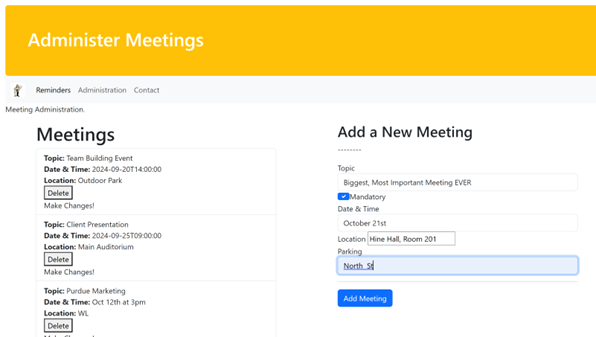 Administer Meetings
Reminders Administration Contact
Meeting Administration.
Meetings
Topic: Team Building Event
Date & Time: 2024-09-20T14:00:00
Location: Outdoor Park
Delete
Make Changes!
Topic: Client Presentation
Date & Time: 2024-09-25T09:00:00
Location: Main Auditorium
Delete
Make Changes!
Topic: Purdue Marketing
Date & Time: Oct 12th at 3pm
Location: WL
Delete
Add a New Meeting
--------
Topic
Biggest, Most Important Meeting EVER
Mandatory
Date & Time
October 21st
Location Hine Hall, Room 201
Parking
North St
Add Meeting